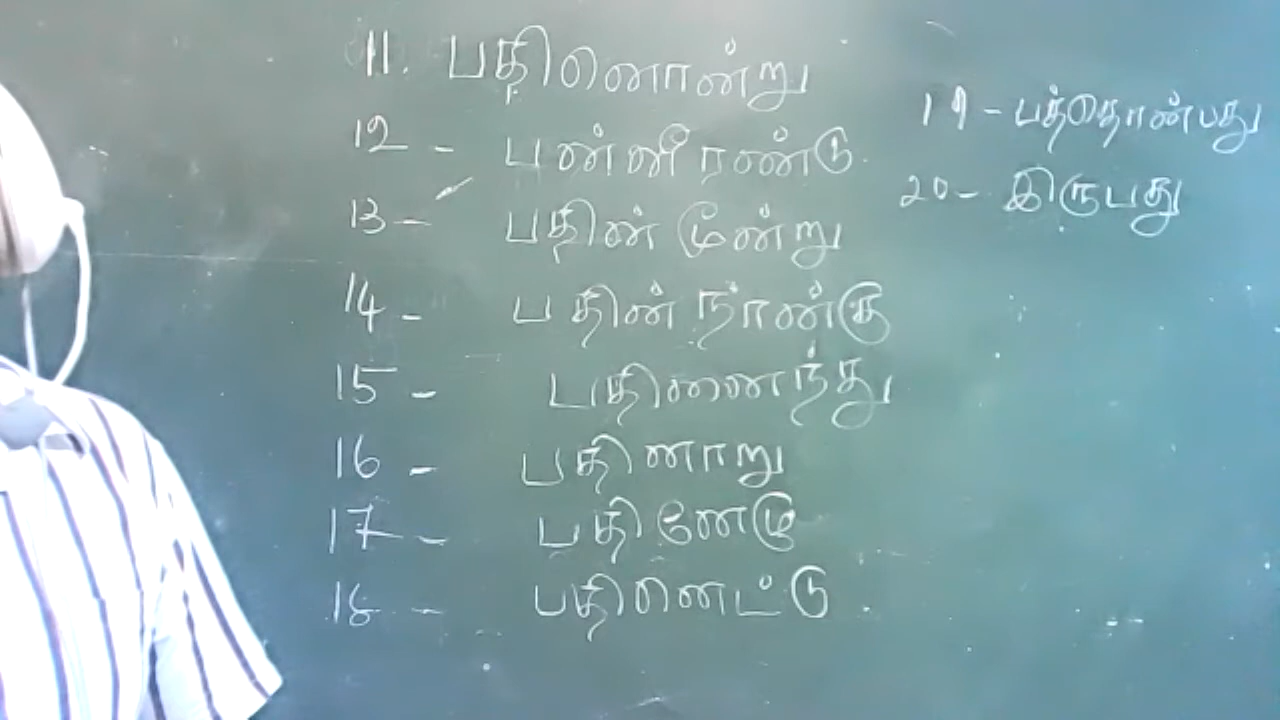 11. பதினொன்று
12 - பன்னீரண்டு
13 - பதின் மூன்று
14 - பதின் நான்கு
15 - பதினைந்து
16 - பதினாறு
17 - பதினேழு
18 - பதினெட்டு
19 - பத்தொண்பது
20 - இருபது